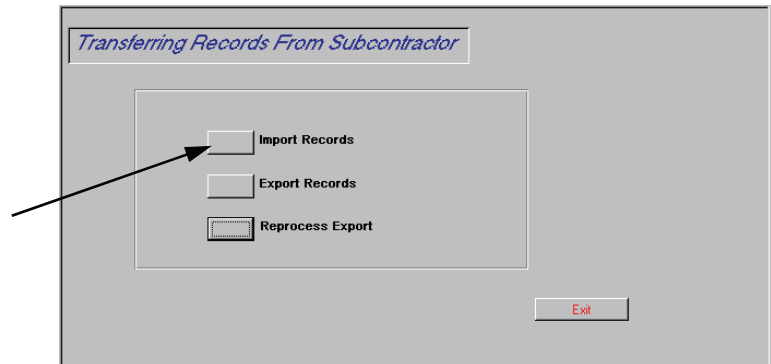 Transferring Records From Subcontractor
Import Records
Export Records
Reprocess Export
Exit